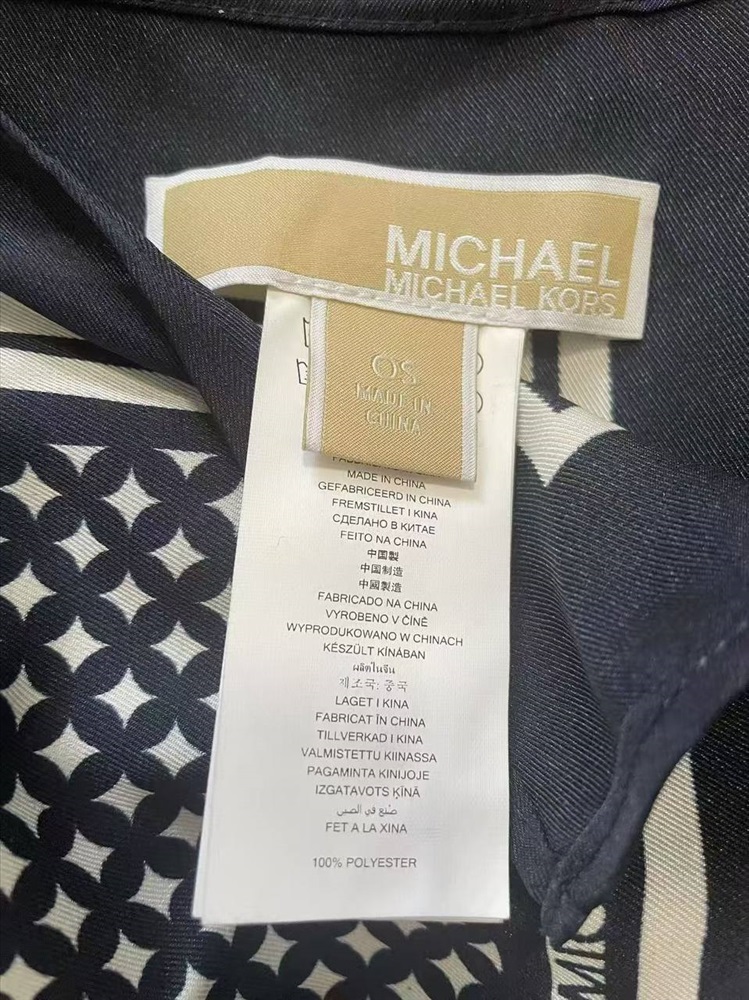 MICHAEL
MICHAEL KORS
OS
MADE IN
CHINA
MADE IN CHINA
GEFABRICEERD IN CHINA
FREMSTILLET I KINA
СДЕЛАНО В КИТАЕ
FEITO NA CHINA
中国製
中国制造
中國製造
FABRICADO NA CHINA
VYROBENO V ČÍNĚ
WYPRODUKOWANO W CHINACH
KÉSZÜLT KÍNÁBAN
ผลิตในจีน
제조국: 중국
LAGET I KINA
FABRICAT ÎN CHINA
TILLVERKAD I KINA
VALMISTETTU KIINASSA
PAGAMINTA KINIJOJE
IZGATAVOTS ĶĪNĀ
صنع في الصين
FET A LA XINA
100% POLYESTER